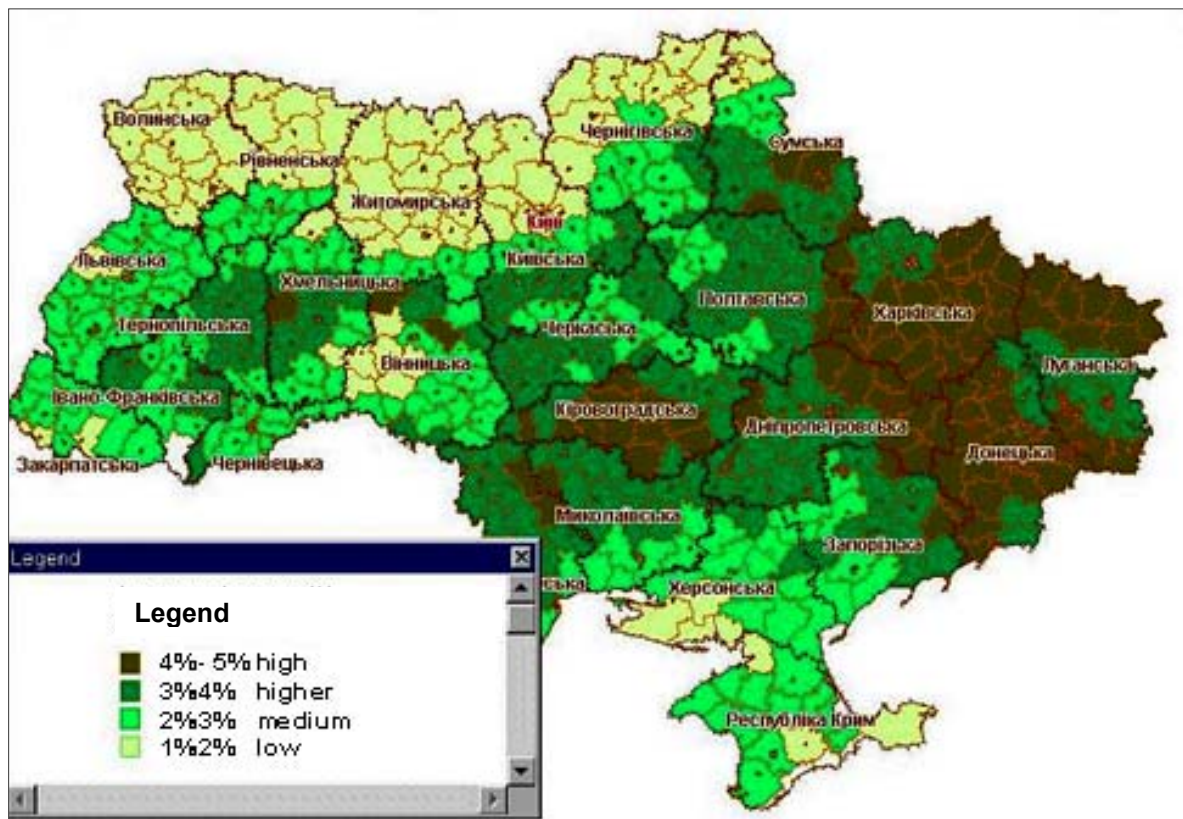 Волинська
Рівненська
Житомирська
Чернігівська
Сумська
Київ
Львівська
Хмельницька
Київська
Тернопільська
Черкаська
Полтавська
Харківська
Вінницька
Луганська
Івано-Франківська
Кіровоградська
Дніпропетровська
Донецька
Закарпатська
Чернівецька
Миколаївська
Запорізька
Херсонська
Республіка Крим
Legend
Legend
4%- 5% high
3%4% higher
2%3% medium
1%2% low